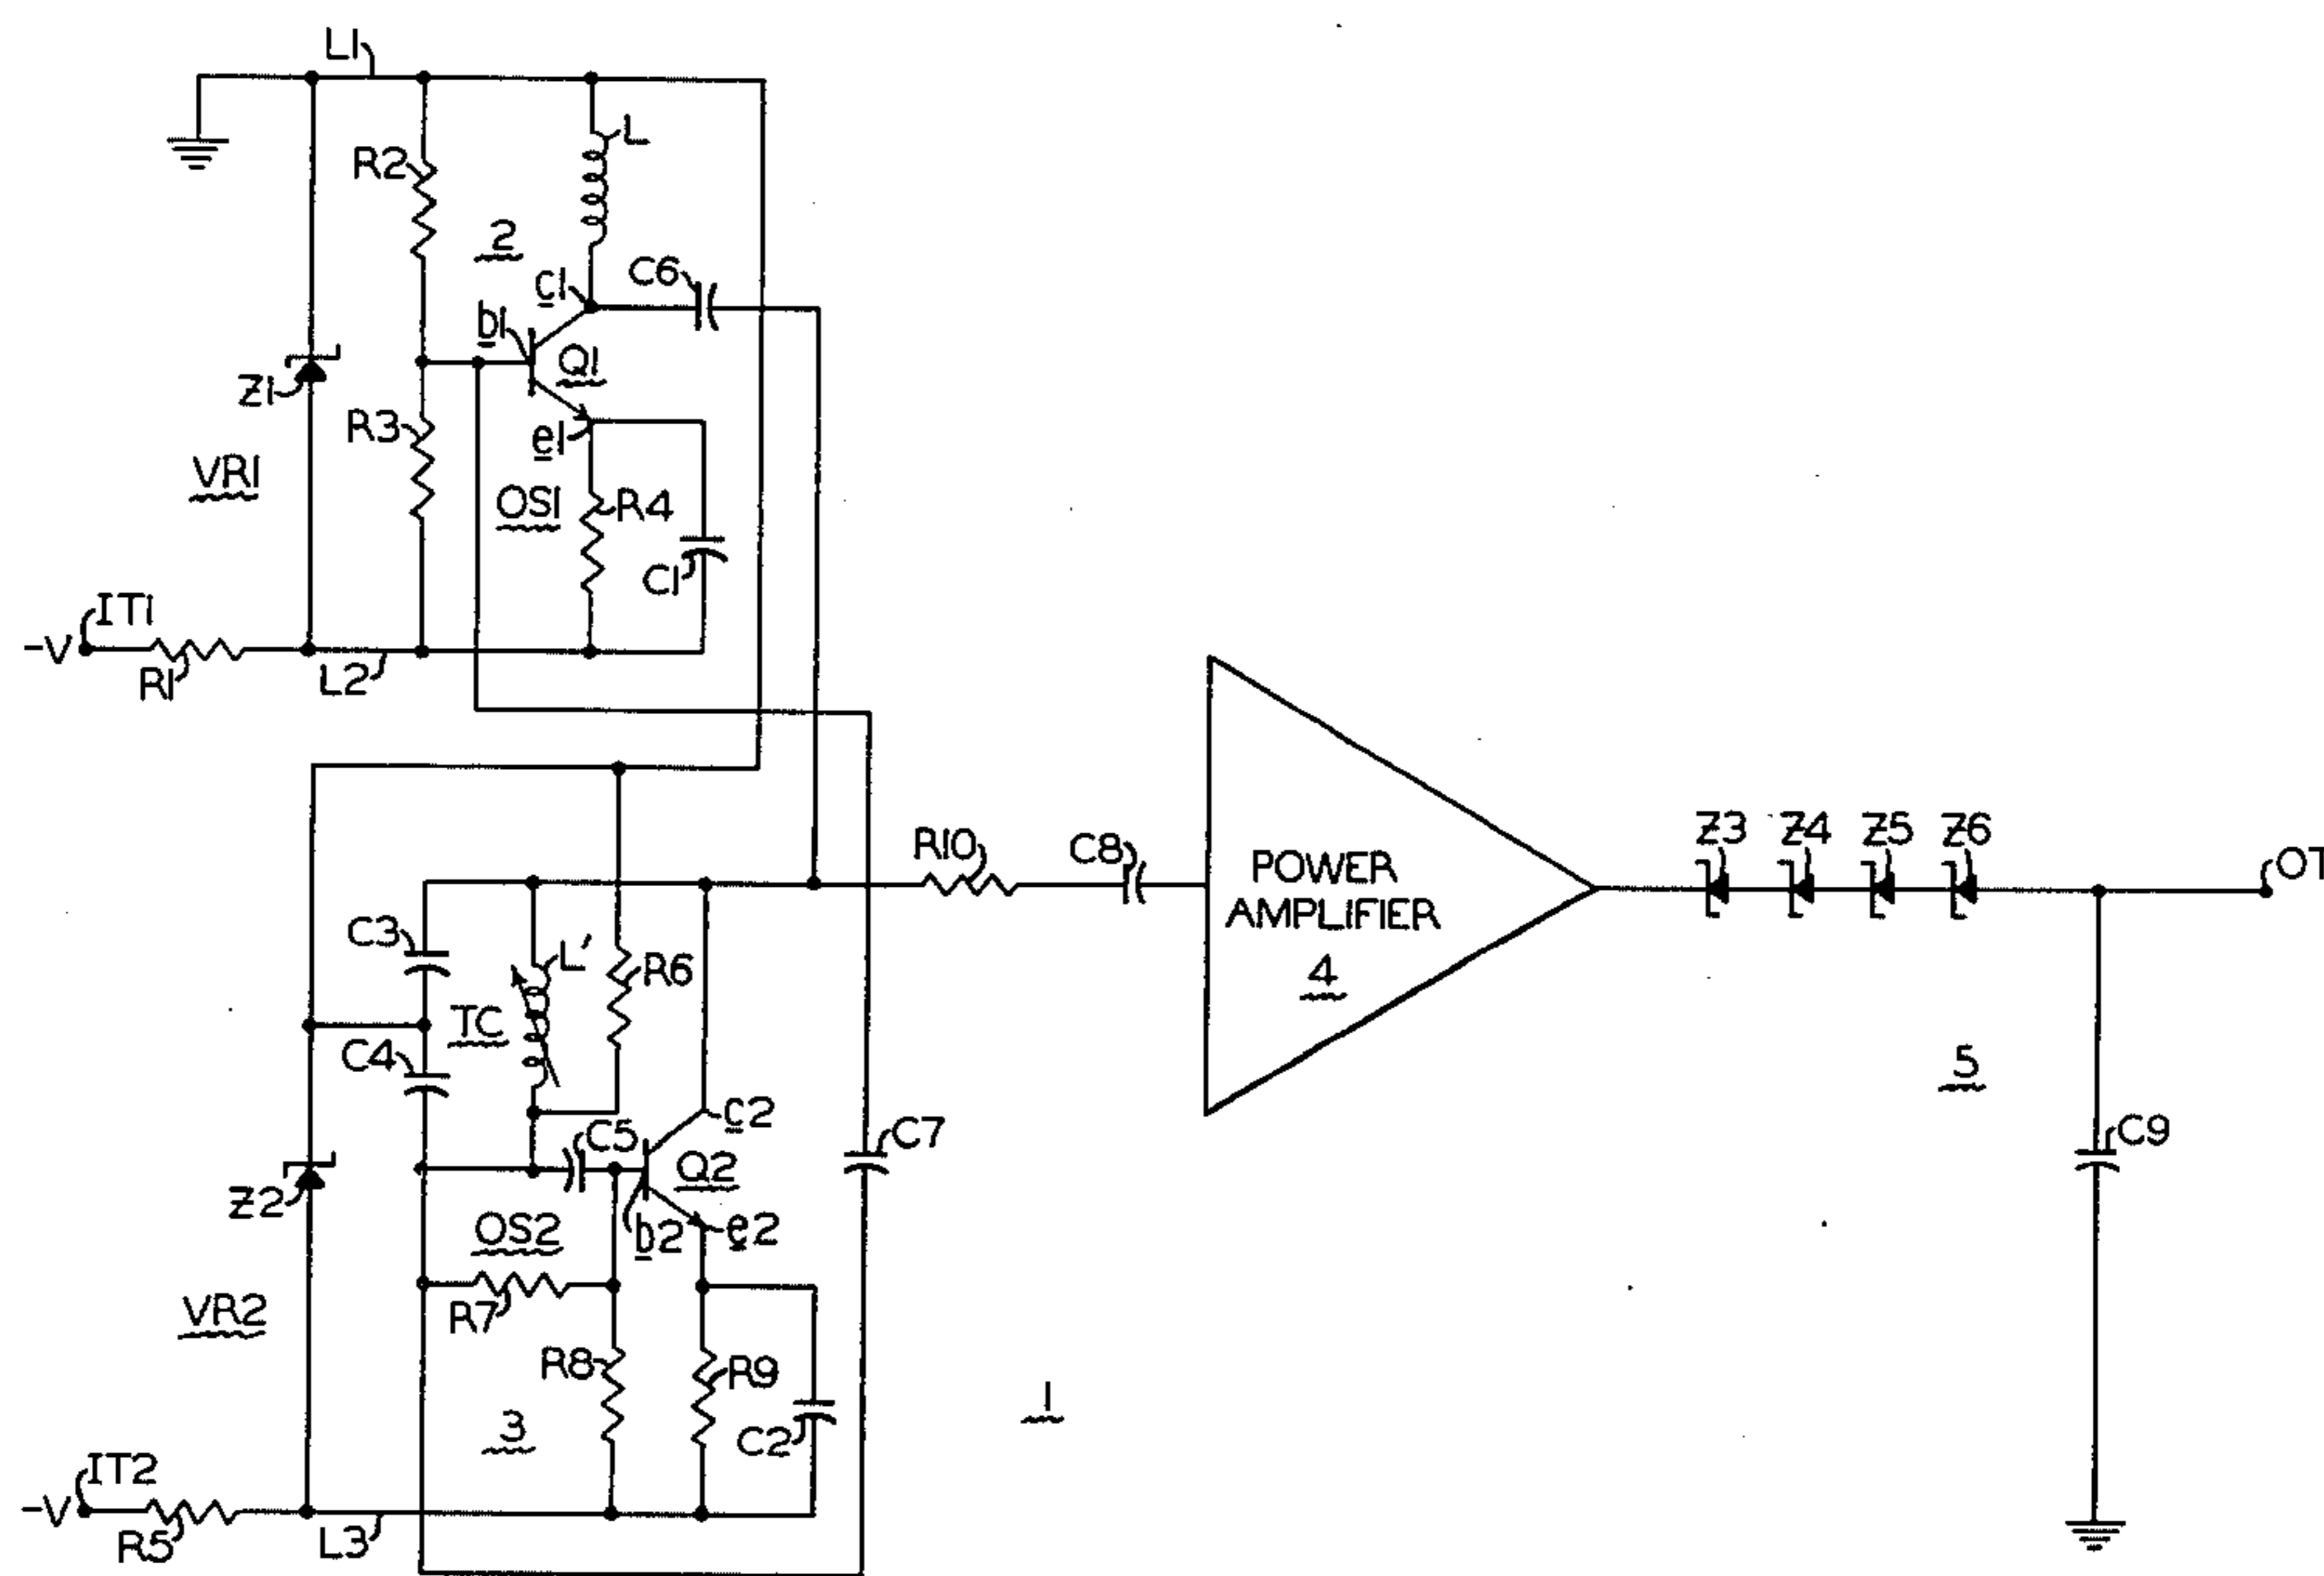 L1
R2
L
2
c1
C6
b1
Q1
Z1
R3
e1
VR1
OS1
R4
C1
IT1
-V
R1
L2
R10
C8
POWER
AMPLIFIER
4
Z3
Z4
Z5
Z6
OT
C3
L'
R6
TC
C4
5
c2
C5
C7
C9
Q2
Z2
OS2
b2
e2
VR2
R7
R8
R9
1
3
C2
IT2
-V
R5
L3